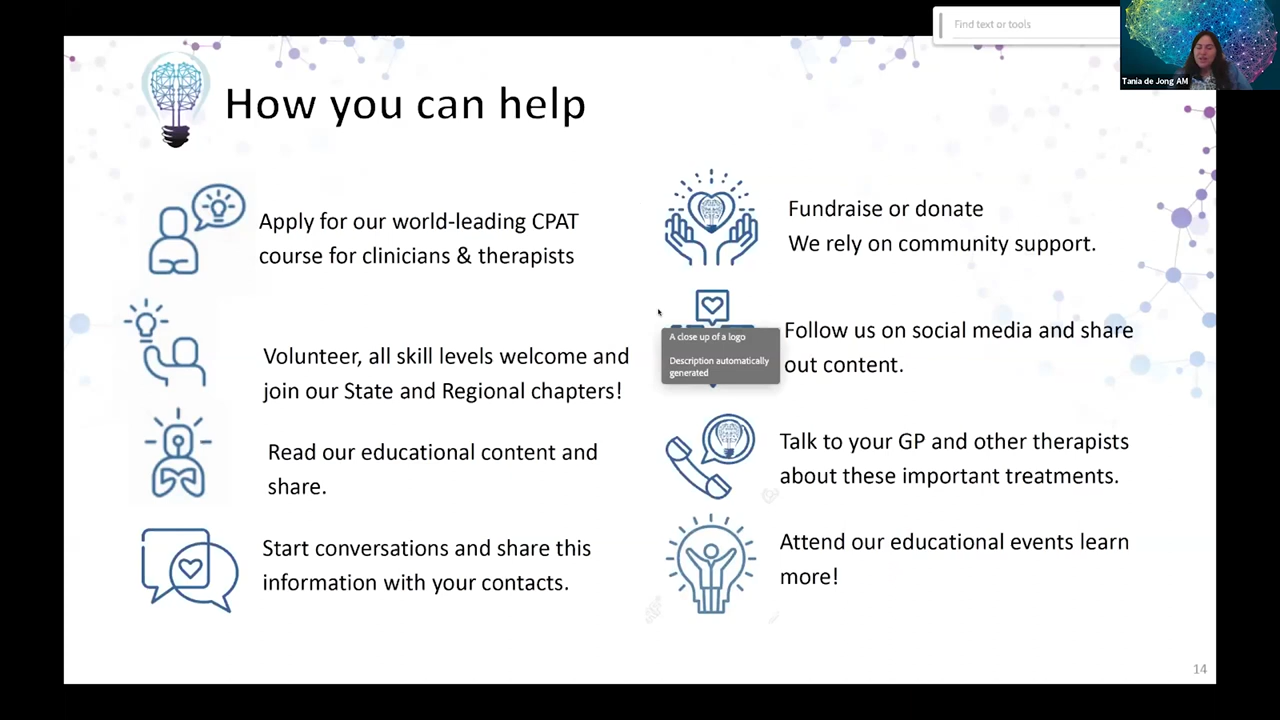 Find text or tools
Tania de Jong AM
How you can help
Apply for our world-leading CPAT
course for clinicians & therapists
Volunteer, all skill levels welcome and
join our State and Regional chapters!
Read our educational content and
share.
Start conversations and share this
information with your contacts.
Fundraise or donate
We rely on community support.
A close up of a logo
Description automatically
generated
Follow us on social media and share
out content.
Talk to your GP and other therapists
about these important treatments.
Attend our educational events learn
more!
14